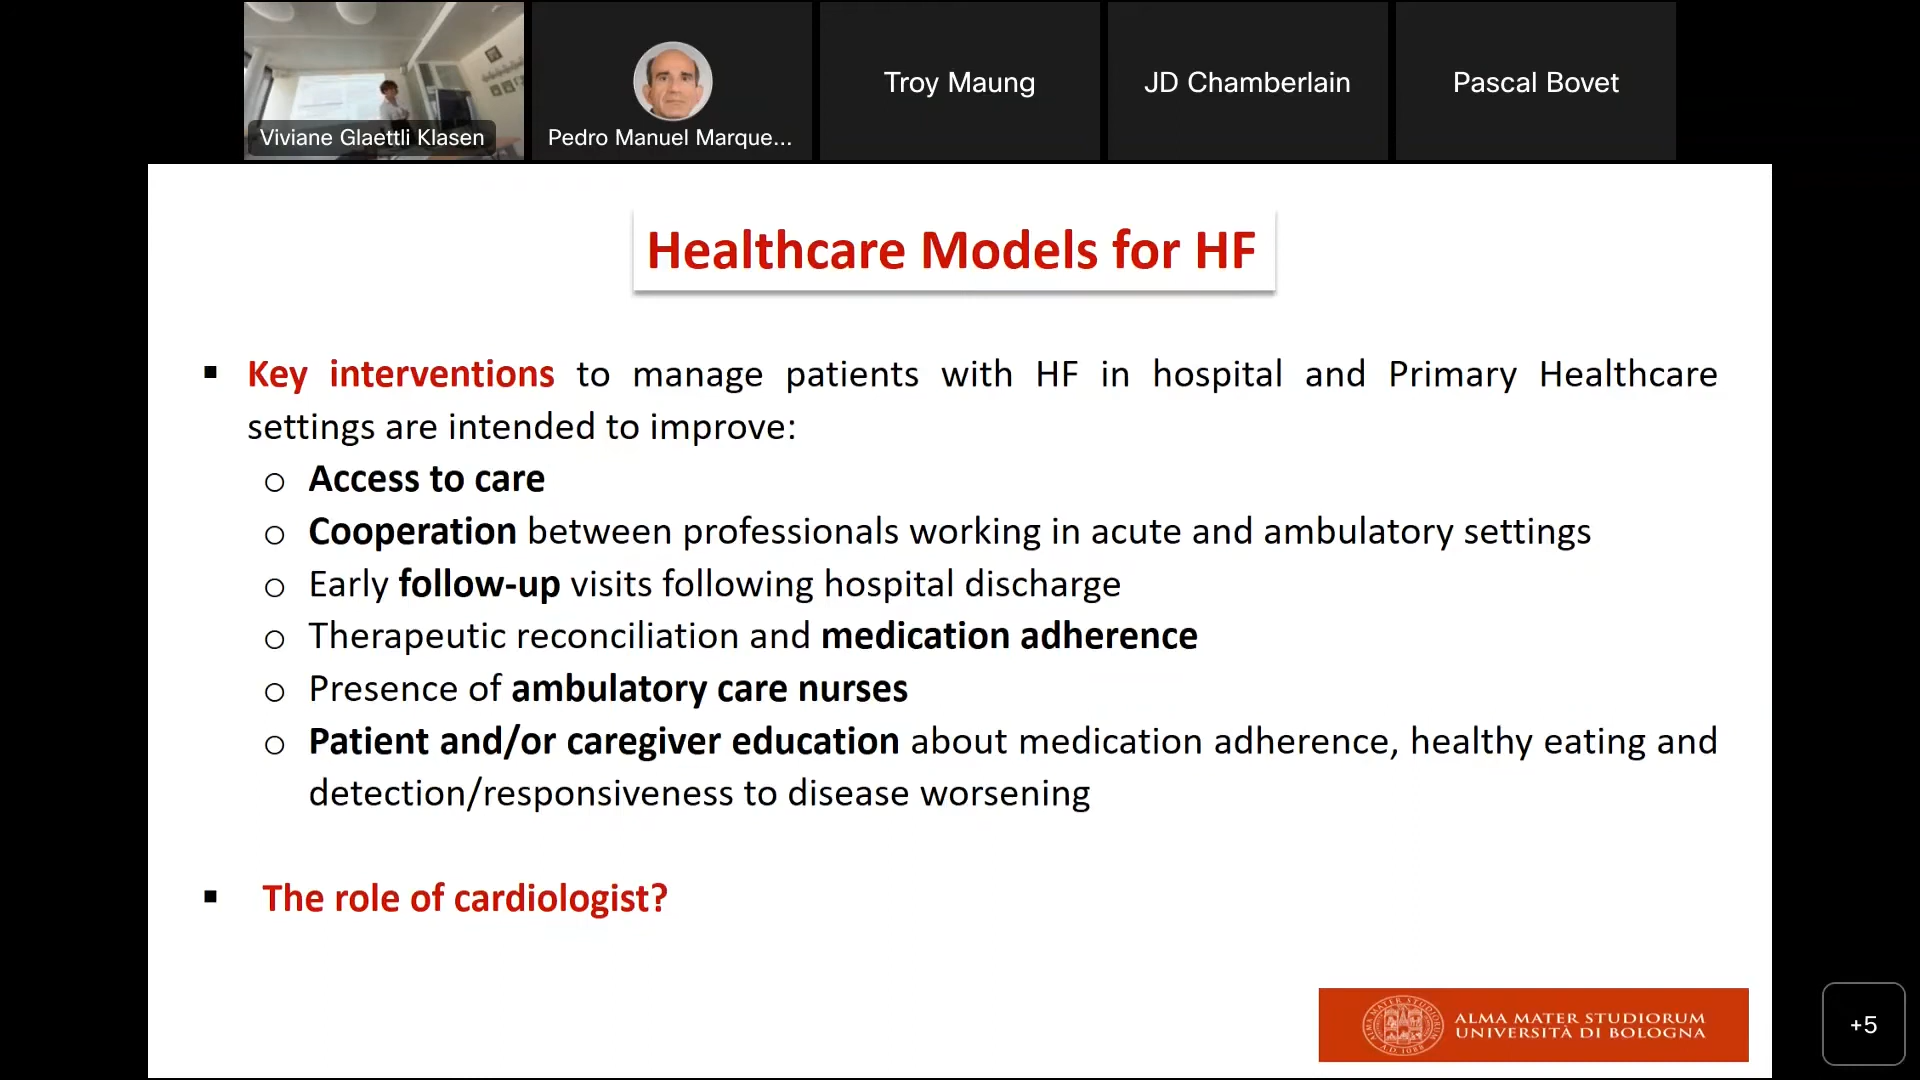 Viviane Glaettli Klasen
Pedro Manuel Marque...
Troy Maung
JD Chamberlain
Pascal Bovet
Healthcare Models for HF
▪ Key interventions to manage patients with HF in hospital and Primary Healthcare
settings are intended to improve:
o Access to care
o Cooperation between professionals working in acute and ambulatory settings
o Early follow-up visits following hospital discharge
o Therapeutic reconciliation and medication adherence
o Presence of ambulatory care nurses
o Patient and/or caregiver education about medication adherence, healthy eating and
detection/responsiveness to disease worsening
▪ The role of cardiologist?
ALMA MATER STUDIORUM
UNIVERSITÀ DI BOLOGNA
+5